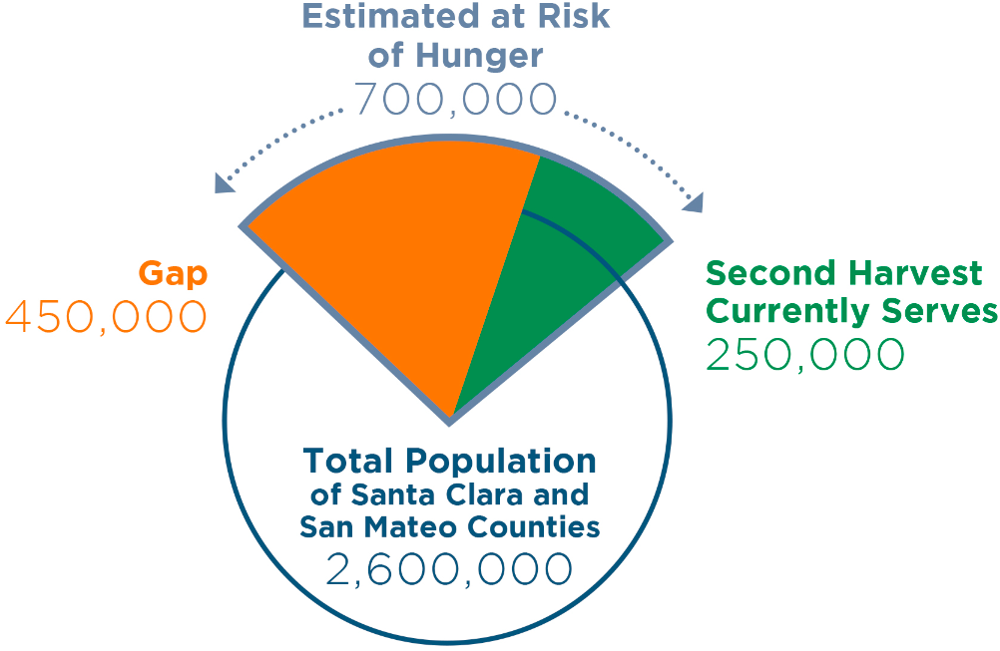 Estimated at Risk
of Hunger
700,000
Gap
450,000
Second Harvest
Currently Serves
250,000
Total Population
of Santa Clara and
San Mateo Counties
2,600,000